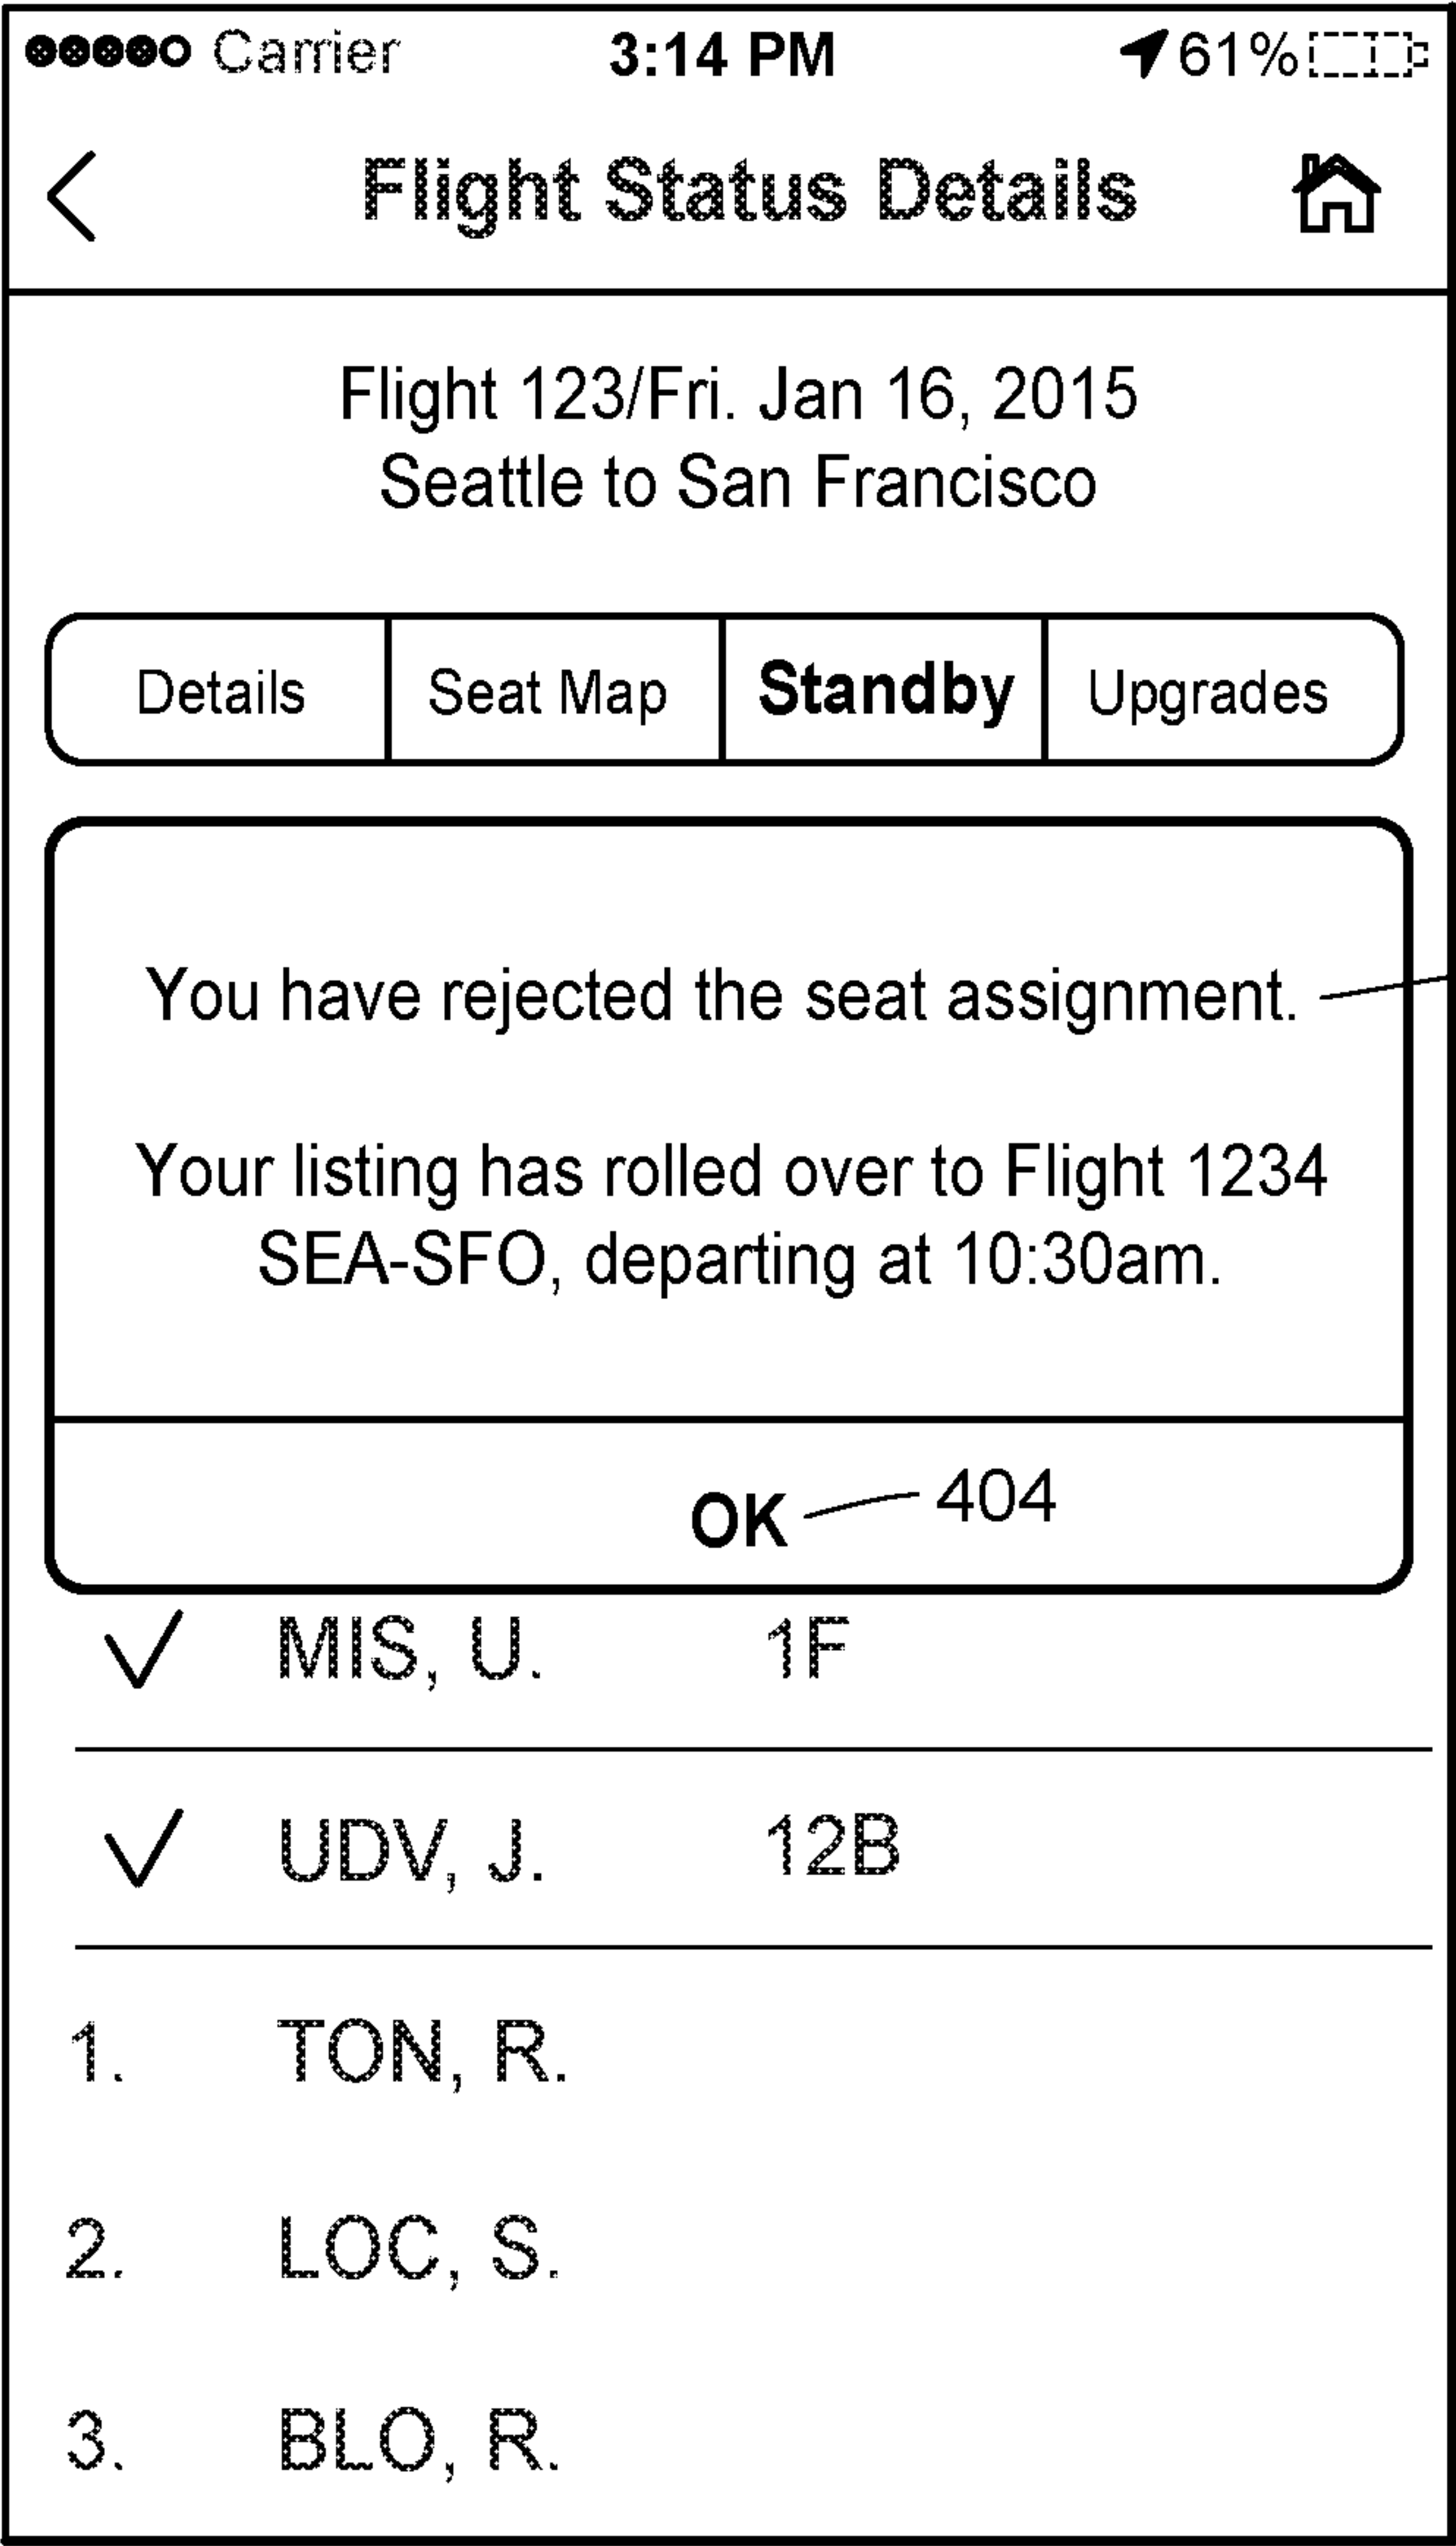 Carrier 3:14 PM 61%
Flight Status Details
Flight 123/Fri. Jan 16, 2015
Seattle to San Francisco
Details Seat Map Standby Upgrades
You have rejected the seat assignment.
Your listing has rolled over to Flight 1234
SEA-SFO, departing at 10:30am.
OK 404
MIS, U. 1F
UDV, J. 12B
1. TON, R.
2. LOC, S.
3. BLO, R.